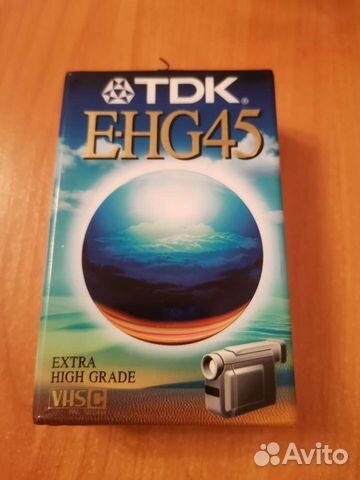 TDK®
E-HG45
EXTRA
HIGH GRADE
VHS C
Avito